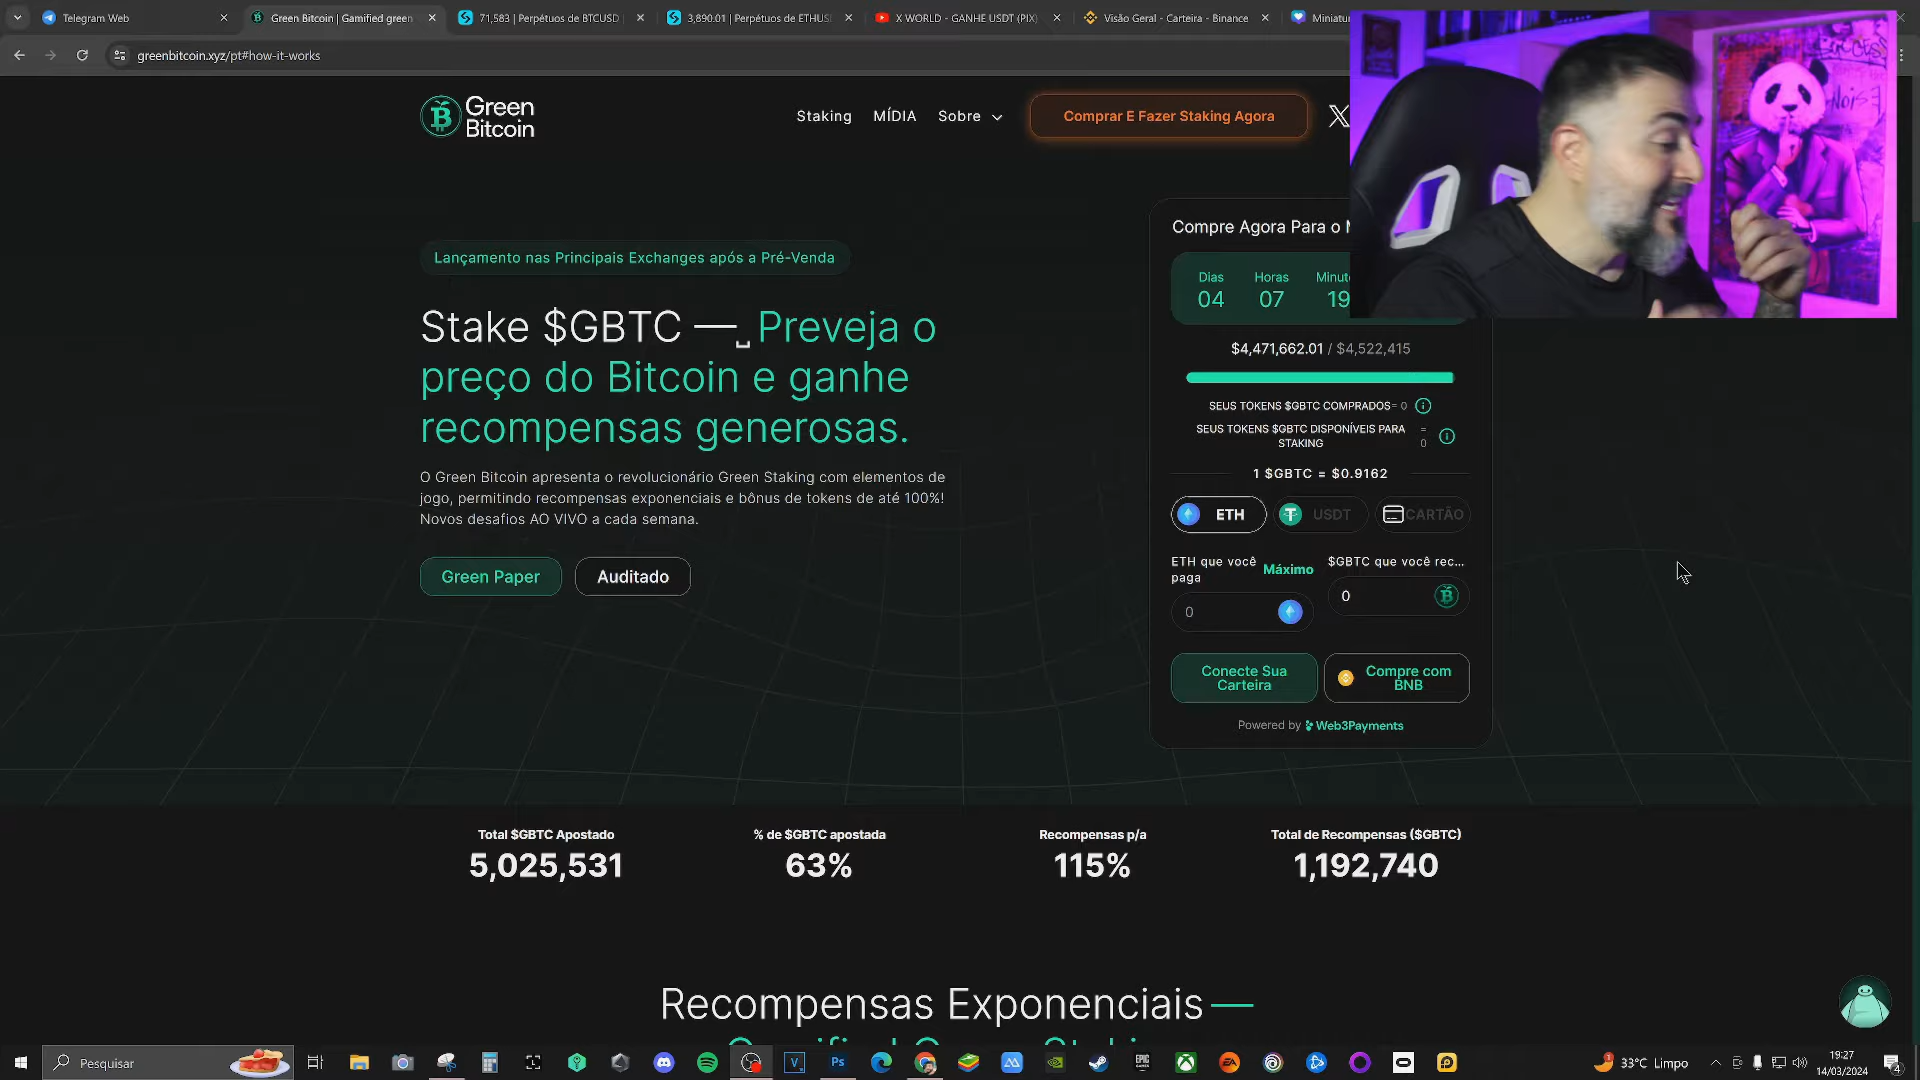 Telegram Web
Green Bitcoin | Gamified green
71,583 | Perpétuos de BTCUSD
3,890.01 | Perpétuos de ETHUS
X WORLD - GANHE USDT (PIX)
Visão Geral - Carteira - Binance
Miniatu
greenbitcoin.xyz/pt#how-it-works
Green
Bitcoin
Staking
MÍDIA
Sobre
Comprar E Fazer Staking Agora
Lançamento nas Principais Exchanges após a Pré-Venda
Stake $GBTC — Preveja o
preço do Bitcoin e ganhe
recompensas generosas.
O Green Bitcoin apresenta o revolucionário Green Staking com elementos de
jogo, permitindo recompensas exponenciais e bônus de tokens de até 100%!
Novos desafios AO VIVO a cada semana.
Green Paper
Auditado
Compre Agora Para o M
Dias
Horas
Minut
04
07
19
$4,471,662.01 / $4,522,415
SEUS TOKENS $GBTC COMPRADOS= 0
SEUS TOKENS $GBTC DISPONÍVEIS PARA
STAKING
=
0
1 $GBTC = $0.9162
ETH
USDT
CARTÃO
ETH que você
paga
Máximo
$GBTC que você rec...
0
0
Conecte Sua
Carteira
Compre com
BNB
Powered by Web3Payments
Total $GBTC Apostado
5,025,531
% de $GBTC apostada
63%
Recompensas p/a
115%
Total de Recompensas ($GBTC)
1,192,740
Recompensas Exponenciais —
Pesquisar
33°C Limpo
19:27
14/03/2024